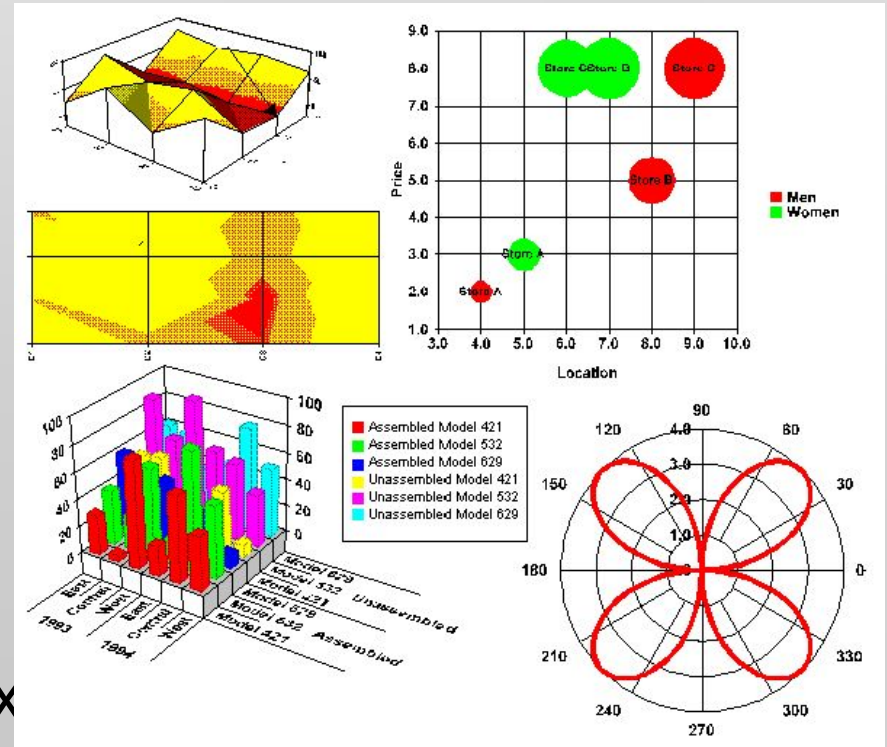 9.0
8.0
7.0
6.0
5.0
4.0
3.0
2.0
1.0
Price
3.0 4.0 5.0 6.0 7.0 8.0 9.0 10.0
Location
Store B
Store A
Store A
Men
Women
100
80
60
40
20
0
100
80
60
40
20
0
East
Central
West
East
Central
West
1993
1994
Model 629
Model 532 Unassembled
Model 421
Model 629
Model 532 Assembled
Model 421
Assembled Model 421
Assembled Model 532
Assembled Model 629
Unassembled Model 421
Unassembled Model 532
Unassembled Model 629
90
120 4.0 60
3.0
150 2.0 30
1.0
180 0
210 330
240 300
270
x